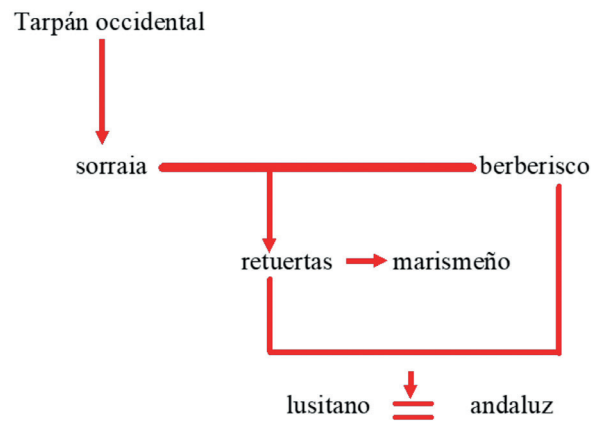 Tarpán occidental
sorraia berberisco
retuertas marismeño
lusitano andaluz